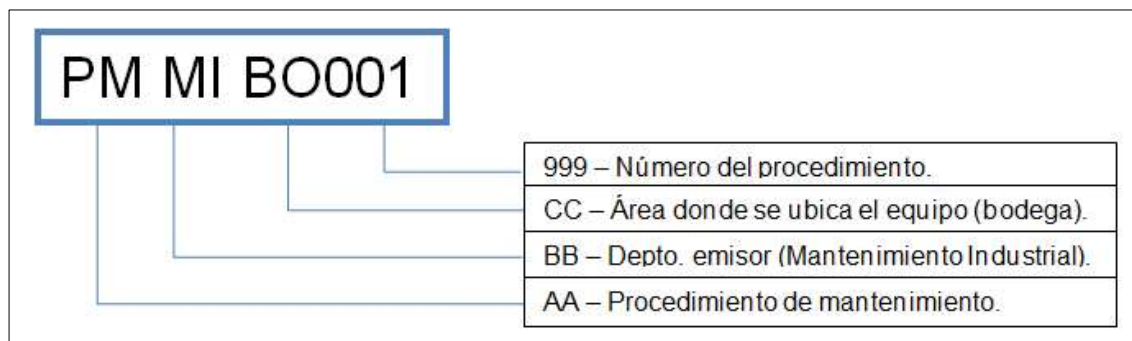 PM MI BO001
999 – Número del procedimiento.
CC – Área donde se ubica el equipo (bodega).
BB – Depto. emisor (Mantenimiento Industrial).
AA – Procedimiento de mantenimiento.